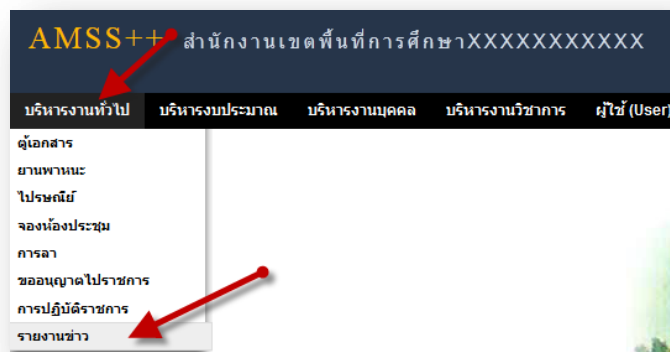 AMSS++ สำนักงานเขตพื้นที่การศึกษาXXXXXXXXXXX
บริหารงานทั่วไป บริหารงบประมาณ บริหารงานบุคคล บริหารงานวิชาการ ผู้ใช้ (User)
ตู้เอกสาร
ยานพาหนะ
ไปรษณีย์
จองห้องประชุม
การลา
ขออนุญาตไปราชการ
การปฏิบัติราชการ
รายงานข่าว